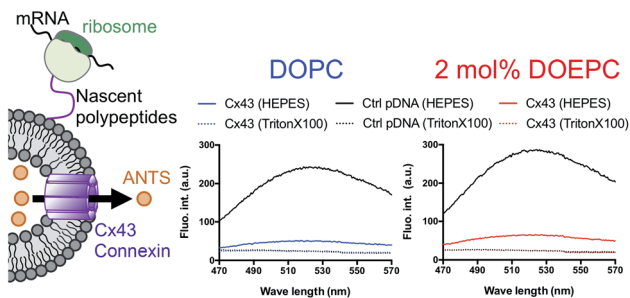 mRNA
ribosome
Nascent
polypeptides
ANTS
Cx43
Connexin
DOPC
Cx43 (HEPES)
Ctrl pDNA (HEPES)
Cx43 (TritonX100)
Ctrl pDNA (TritonX100)
Fluo. int. (a.u.)
300
200
100
0
470
490
510
530
550
570
Wave length (nm)
2 mol% DOEPC
Cx43 (HEPES)
Cx43 (TritonX100)
Fluo. int. (a.u.)
300
200
100
0
470
490
510
530
550
570
Wave length (nm)